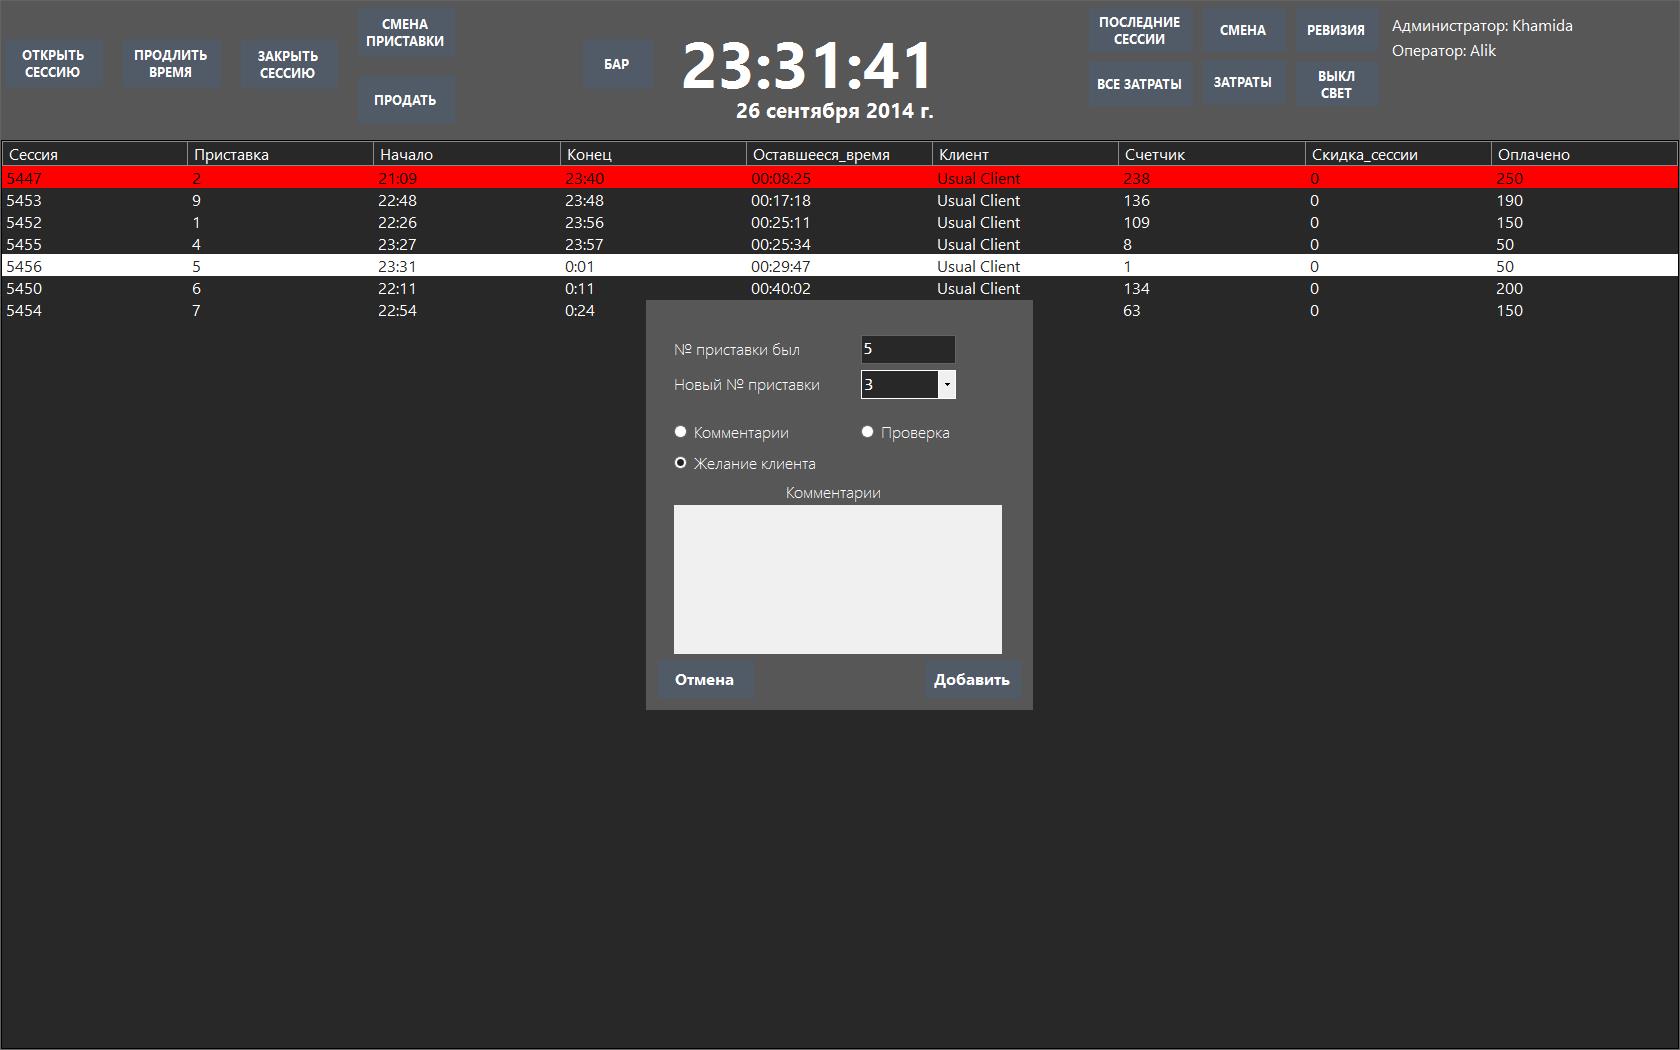 ОТКРЫТЬ
СЕССИЮ
ПРОДЛИТЬ
ВРЕМЯ
ЗАКРЫТЬ
СЕССИЮ
СМЕНА
ПРИСТАВКИ
ПРОДАТЬ
БАР
23:31:41
26 сентября 2014 г.
ПОСЛЕДНИЕ
СЕССИИ
СМЕНА
РЕВИЗИЯ
ВСЕ ЗАТРАТЫ
ЗАТРАТЫ
ВЫКЛ
СВЕТ
Администратор: Khamida
Оператор: Alik
Сессия Приставка Начало Конец Оставшееся_время Клиент Счетчик Скидка_сессии Оплачено
5447 2 21:09 23:40 00:08:25 Usual Client 238 0 250
5453 9 22:48 23:48 00:17:18 Usual Client 136 0 190
5452 1 22:26 23:56 00:25:11 Usual Client 109 0 150
5455 4 23:27 23:57 00:25:34 Usual Client 8 0 50
5456 5 23:31 0:01 00:29:47 Usual Client 1 0 50
5450 6 22:11 0:11 00:40:02 Usual Client 134 0 200
5454 7 22:54 0:24 63 0 150
№ приставки был 5
Новый № приставки 3
Комментарии Проверка
Желание клиента
Комментарии
Отмена Добавить